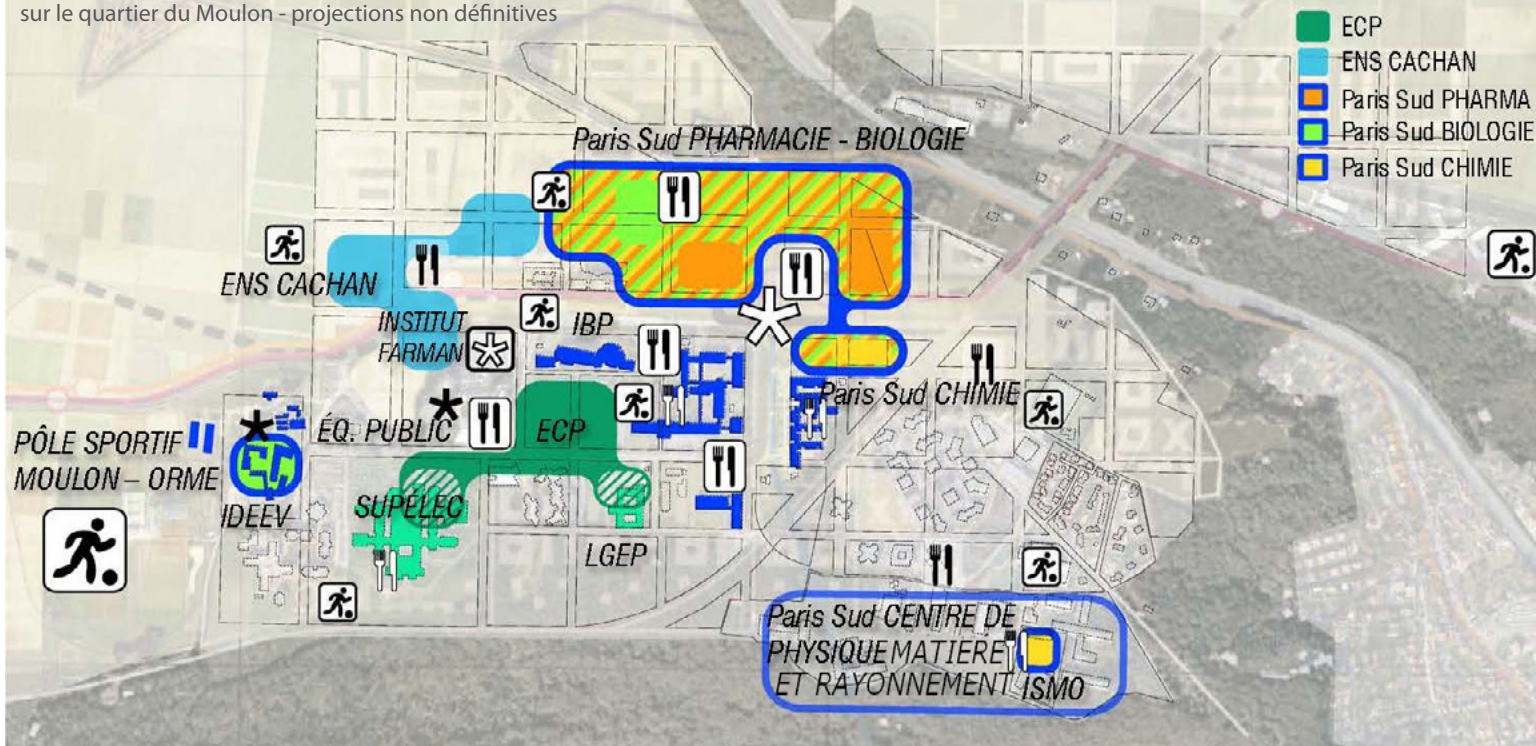 sur le quartier du Moulon - projections non définitives
ECP
ENS CACHAN
Paris Sud PHARMA
Paris Sud BIOLOGIE
Paris Sud CHIMIE
Paris Sud PHARMACIE - BIOLOGIE
ENS CACHAN
INSTITUT
FARMAN
IBP
Paris Sud CHIMIE
ÉQ. PUBLIC
ECP
PÔLE SPORTIF
MOULON – ORME
IDEEV
SUPÉLEC
LGEP
Paris Sud CENTRE DE
PHYSIQUE MATIERE
ET RAYONNEMENT
ISMO